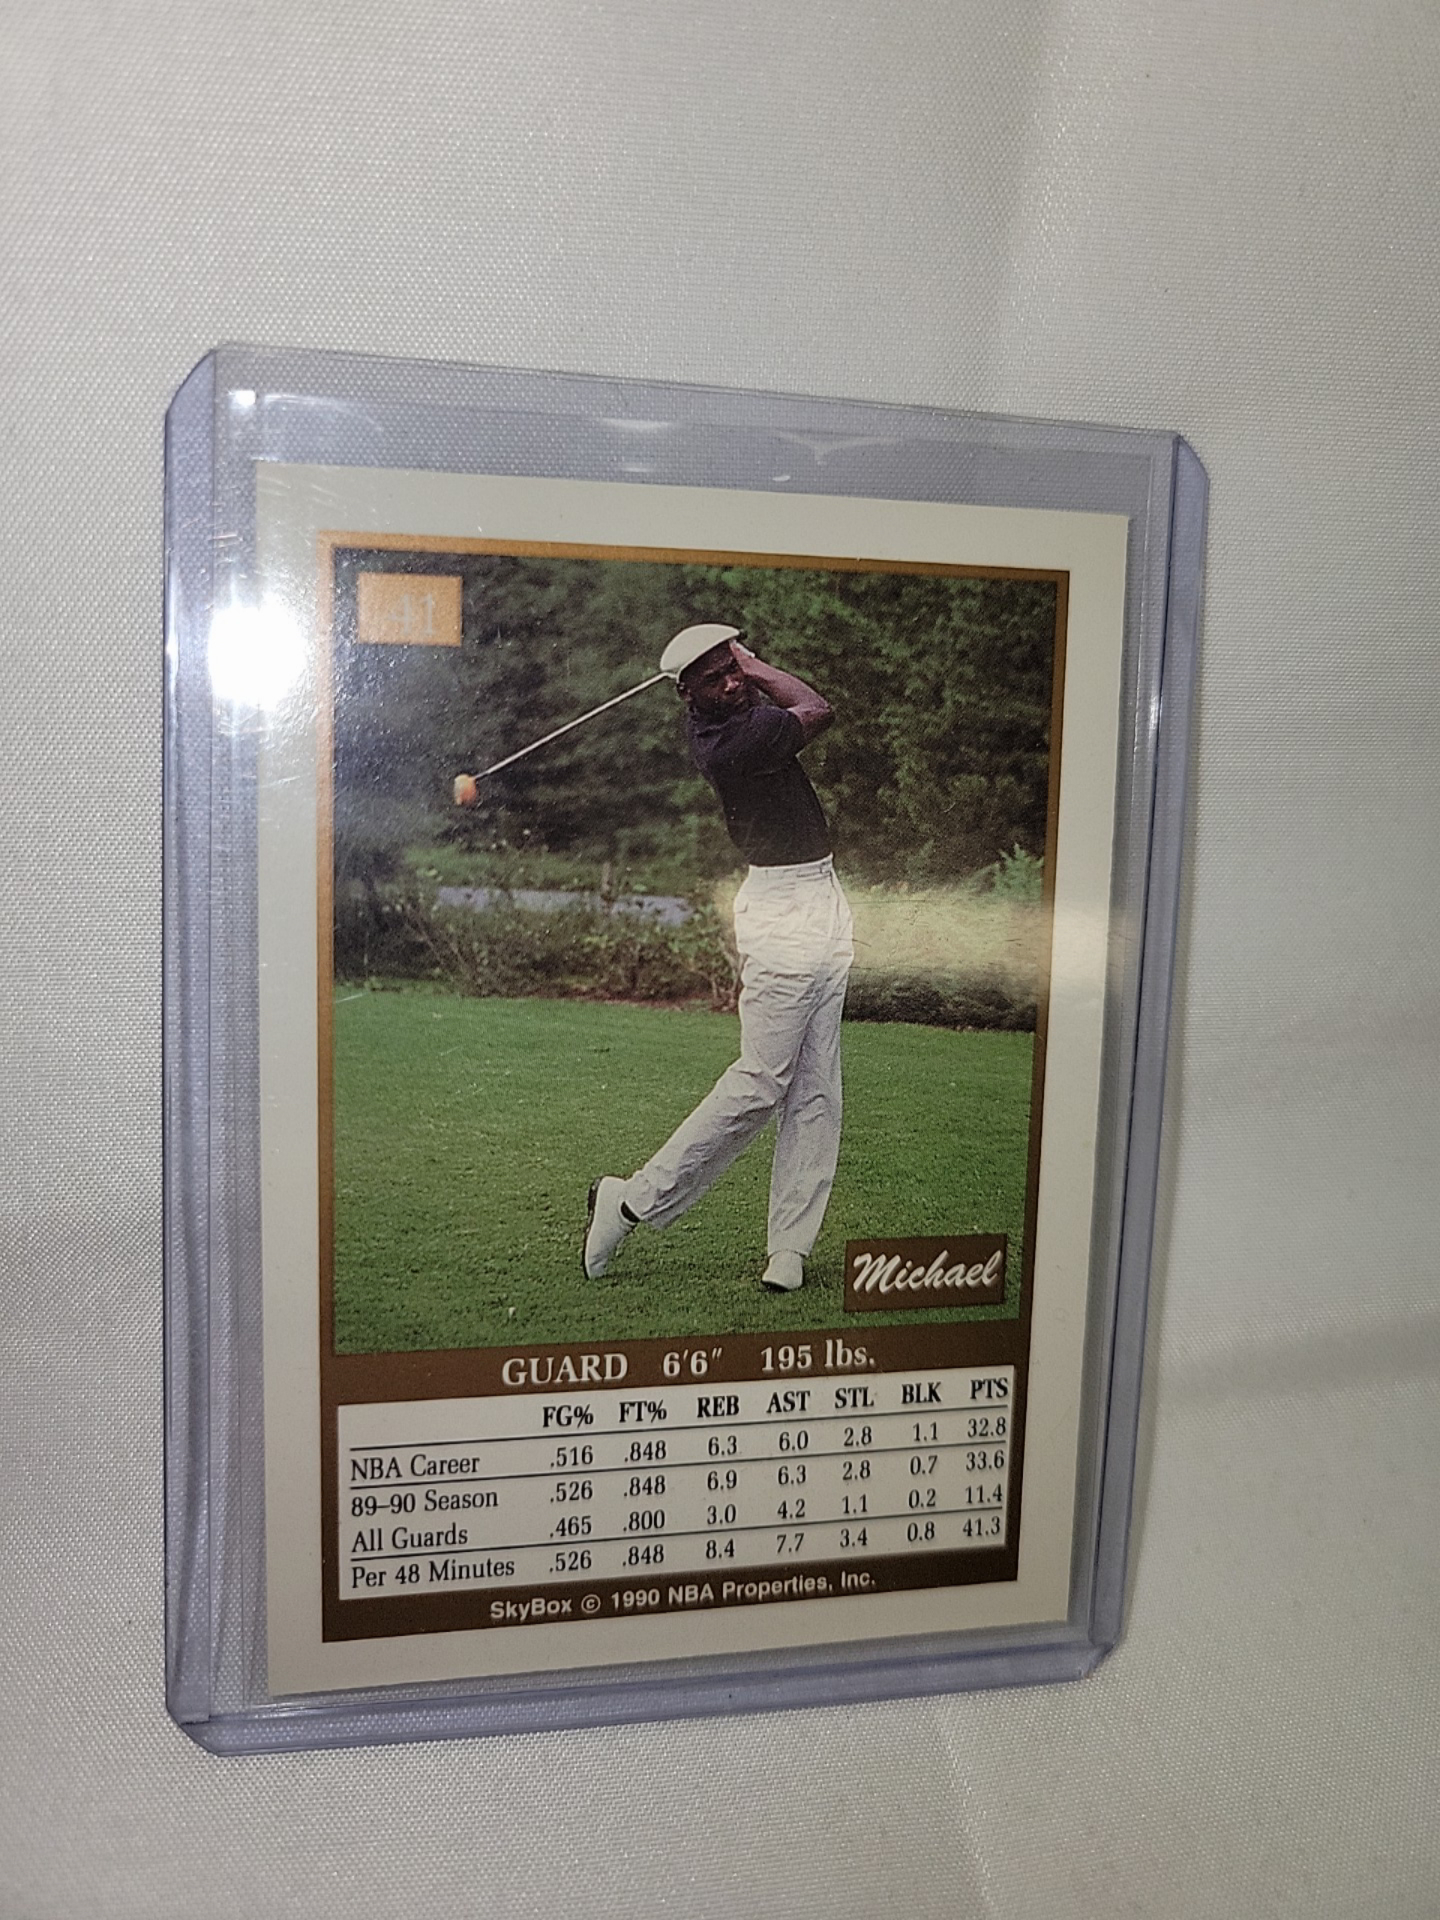 41
Michael
GUARD 6'6" 195 lbs.
FG% FT% REB AST STL BLK PTS
NBA Career .516 .848 6.3 6.0 2.8 1.1 32.8
89–90 Season .526 .848 6.9 6.3 2.8 0.7 33.6
All Guards .465 .800 3.0 4.2 1.1 0.2 11.4
Per 48 Minutes .526 .848 8.4 7.7 3.4 0.8 41.3
SkyBox © 1990 NBA Properties, Inc.